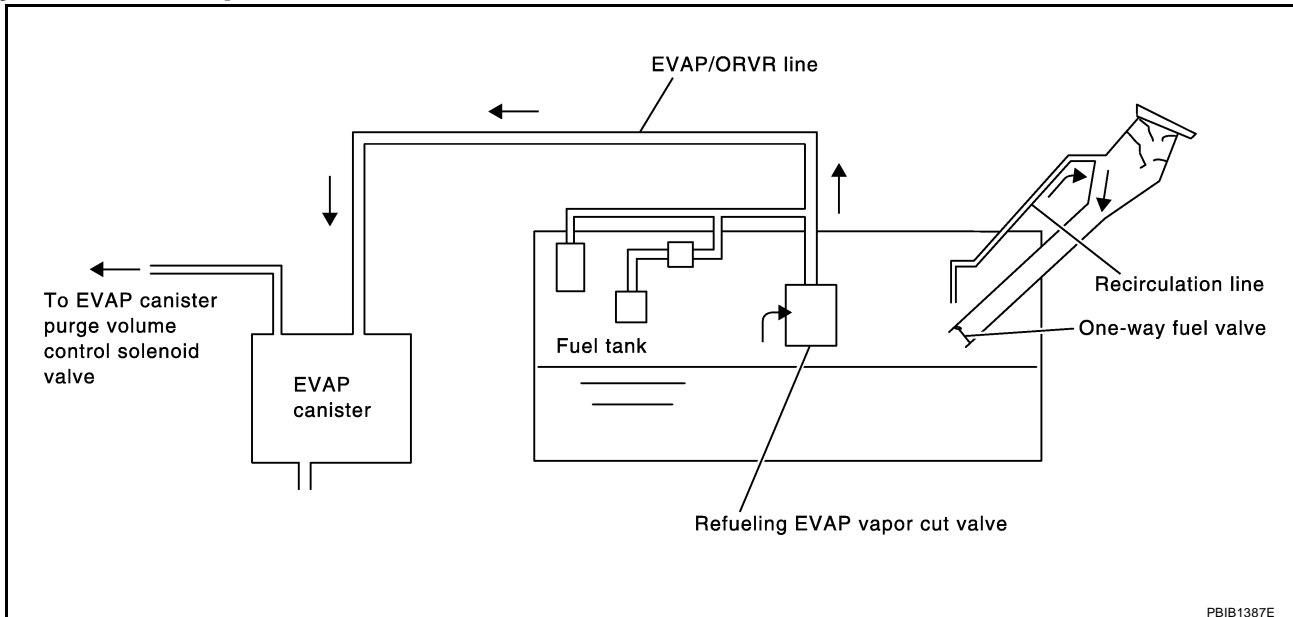 EVAP/ORVR line
Recirculation line
One-way fuel valve
To EVAP canister
purge volume
control solenoid
valve
Fuel tank
EVAP
canister
Refueling EVAP vapor cut valve
PBIB1387E